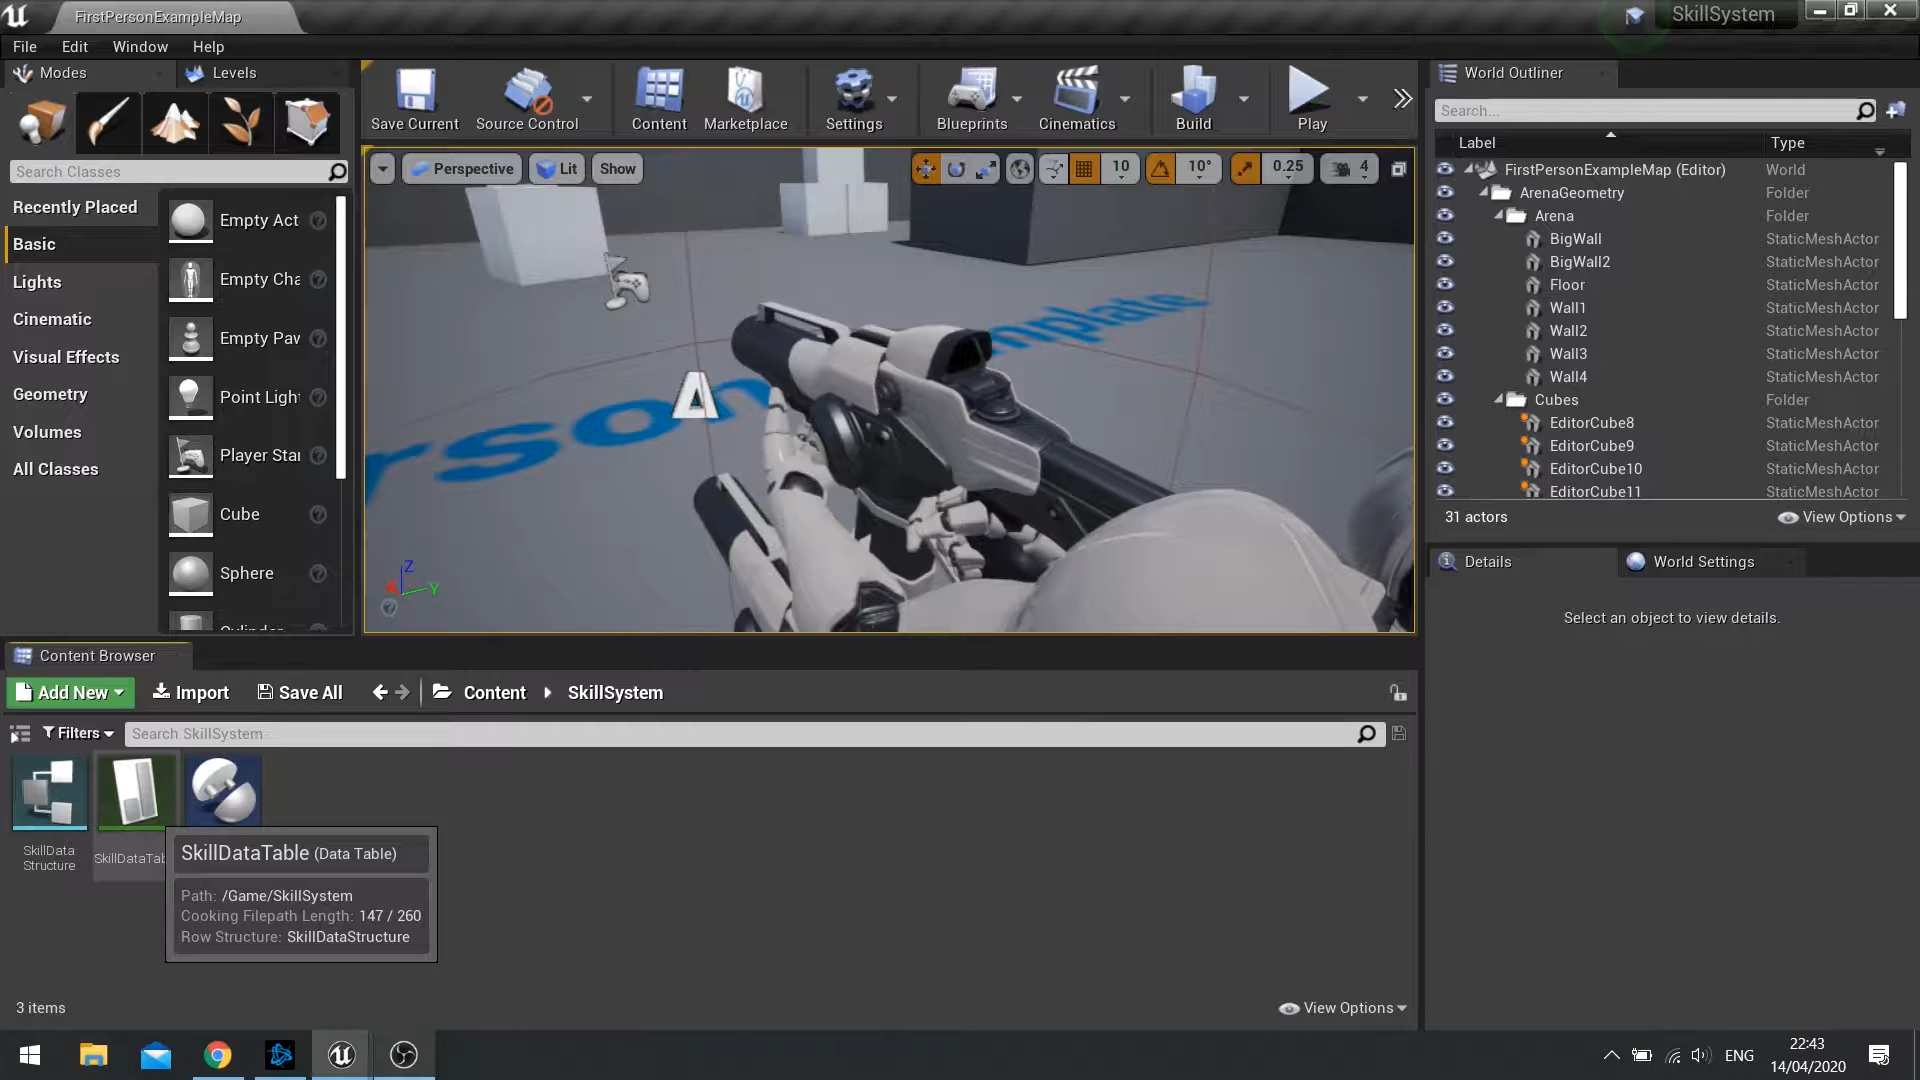 FirstPersonExampleMap
SkillSystem
File Edit Window Help
Modes
Levels
Search Classes
Recently Placed
Basic
Lights
Cinematic
Visual Effects
Geometry
Volumes
All Classes
Empty Act
Empty Cha
Empty Pav
Point Ligh
Player Star
Cube
Sphere
Save Current
Source Control
Content
Marketplace
Settings
Blueprints
Cinematics
Build
Play
Perspective
Lit
Show
10
10°
0.25
4
mplate
rson
Z
X
Y
World Outliner
Search...
Label Type
FirstPersonExampleMap (Editor) World
ArenaGeometry Folder
Arena Folder
BigWall StaticMeshActor
BigWall2 StaticMeshActor
Floor StaticMeshActor
Wall1 StaticMeshActor
Wall2 StaticMeshActor
Wall3 StaticMeshActor
Wall4 StaticMeshActor
Cubes Folder
EditorCube8 StaticMeshActor
EditorCube9 StaticMeshActor
EditorCube10 StaticMeshActor
EditorCube11 StaticMeshActor
31 actors
View Options
Details
World Settings
Select an object to view details.
Content Browser
Add New
Import
Save All
Content
SkillSystem
Filters
Search SkillSystem
SkillData
Structure
SkillDataTab
SkillDataTable (Data Table)
Path: /Game/SkillSystem
Cooking Filepath Length: 147 / 260
Row Structure: SkillDataStructure
3 items
View Options
ENG
22:43
14/04/2020